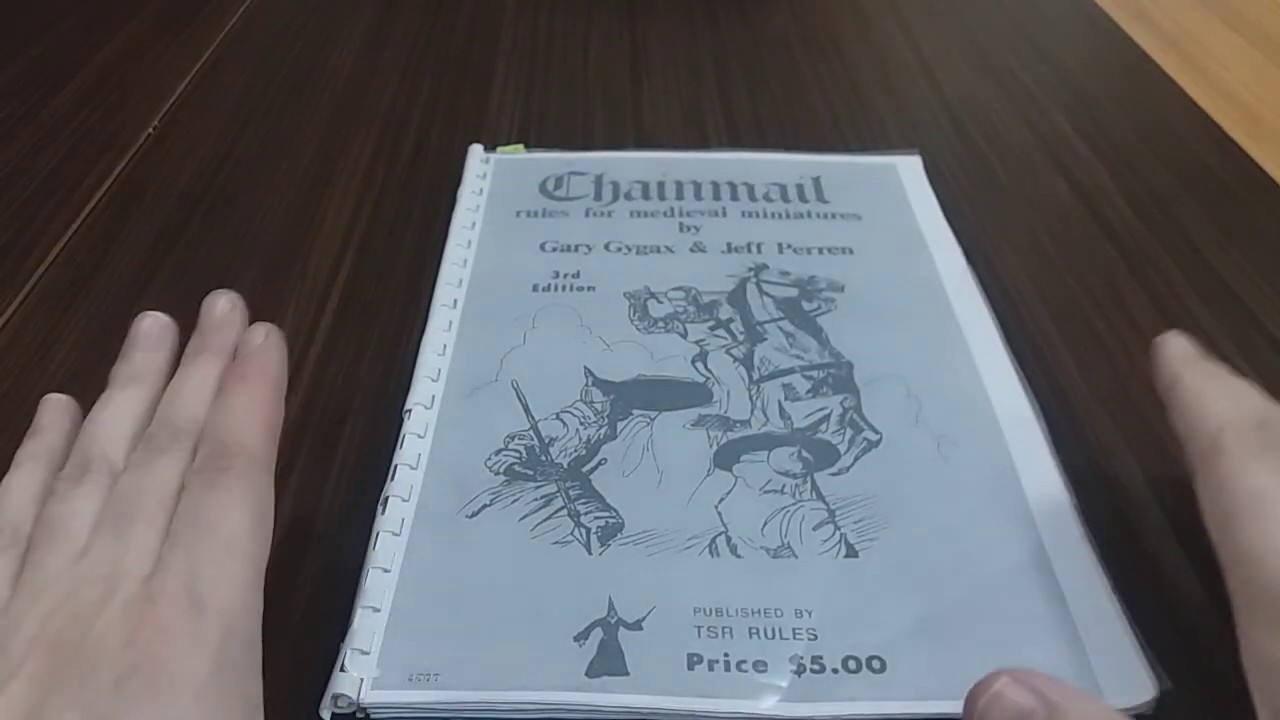 Chainmail
rules for medieval miniatures
by
Gary Gygax & Jeff Perren
3rd
Edition
PUBLISHED BY
TSR RULES
Price $5.00